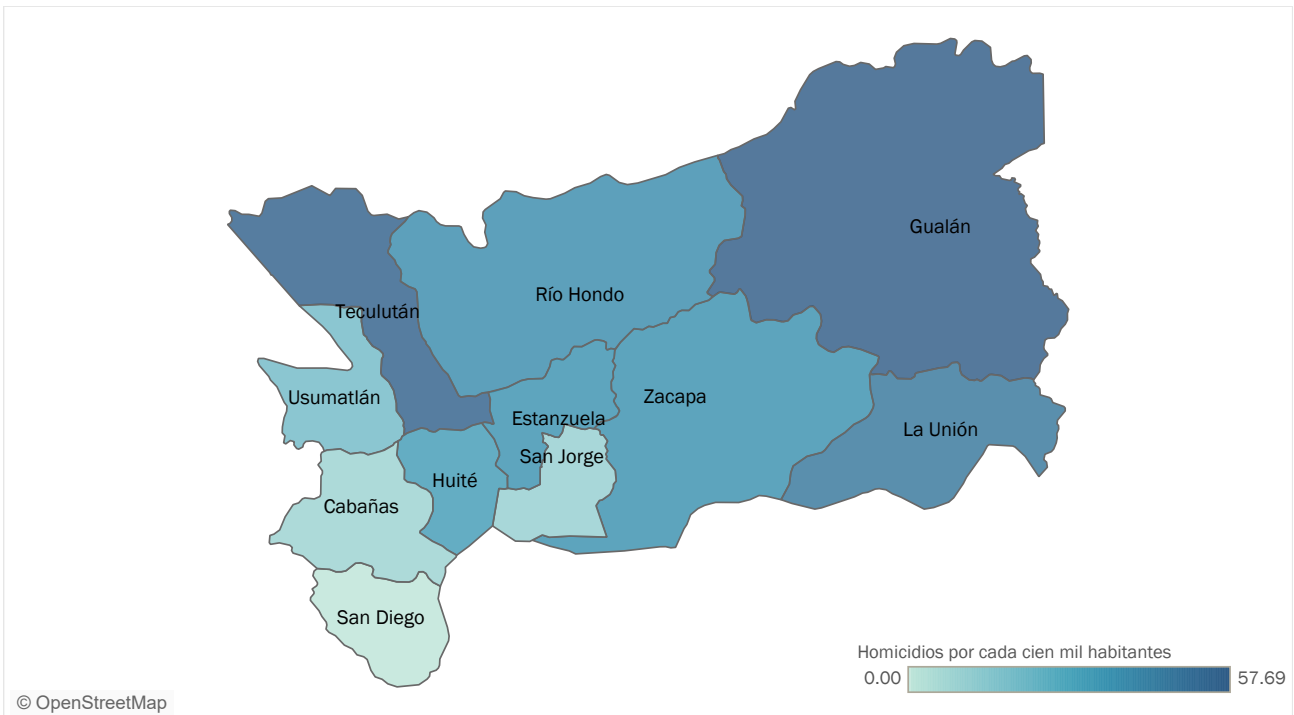 Gualán
Río Hondo
Teculután
Usumatlán
Zacapa
Estanzuela
La Unión
San Jorge
Huité
Cabañas
San Diego
Homicidios por cada cien mil habitantes
0.00 57.69
© OpenStreetMap